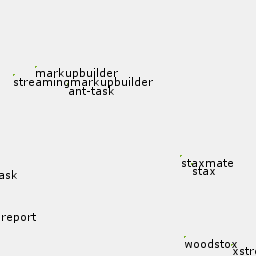 markupbuilder
streamingmarkupbuilder
ant-task
staxmate
stax
ask
report
woodstox
xstre